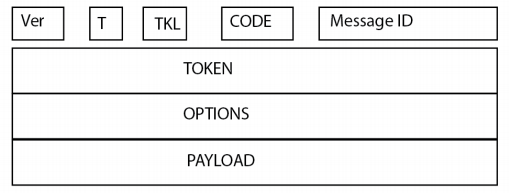 Ver T TKL CODE Message ID
TOKEN
OPTIONS
PAYLOAD